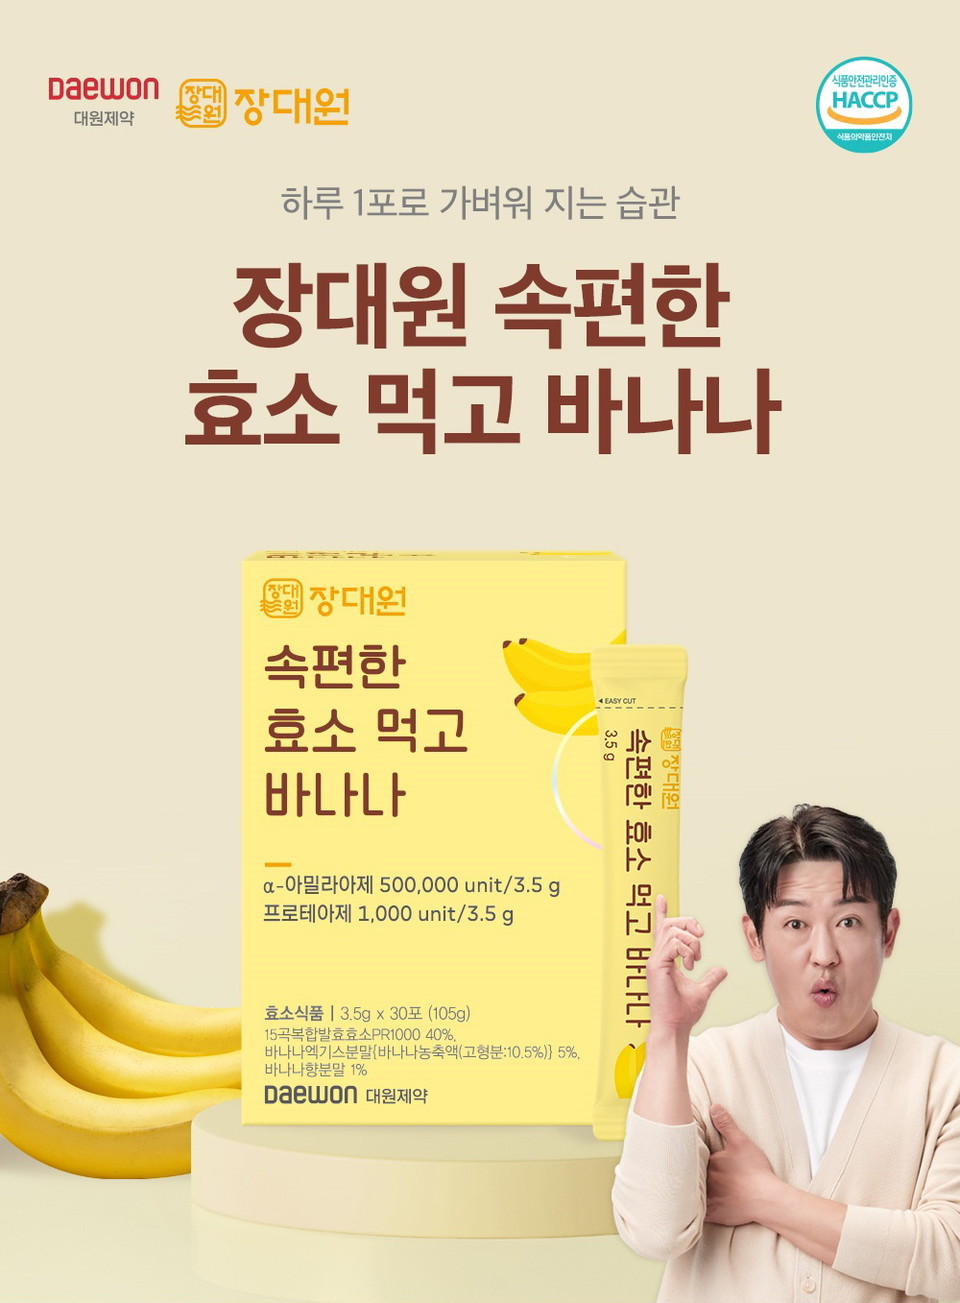 DAEWON
대원제약
장대원
장대원
식품안전관리인증
HACCP
식품의약품안전처
하루 1포로 가벼워 지는 습관
장대원 속편한
효소 먹고 바나나
장대원
장대원
속편한
효소 먹고
바나나
α-아밀라아제 500,000 unit/3.5 g
프로테아제 1,000 unit/3.5 g
효소식품 | 3.5g x 30포 (105g)
15곡복합발효효소PR1000 40%,
바나나엑기스분말{바나나농축액(고형분:10.5%)} 5%,
바나나향분말 1%
DAEWON 대원제약
◀ EASY CUT
장대원
장대원
속편한 효소 먹고 바나나
3.5 g